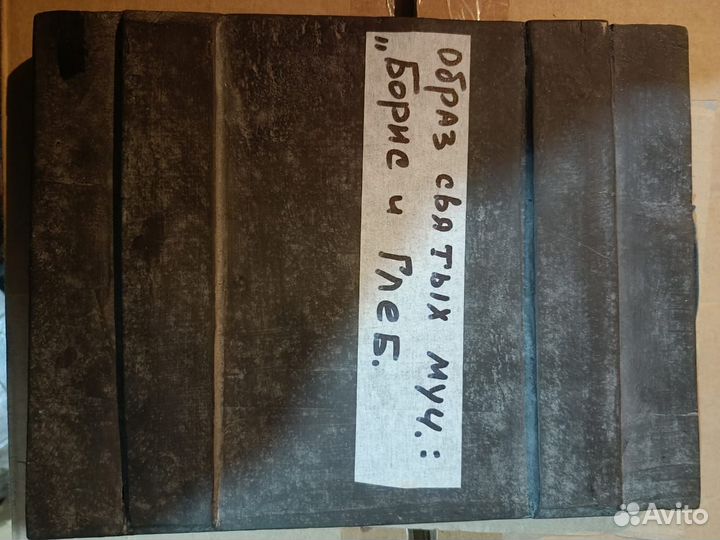 Образ святых муч.:
„Борис и Глеб.
Avito